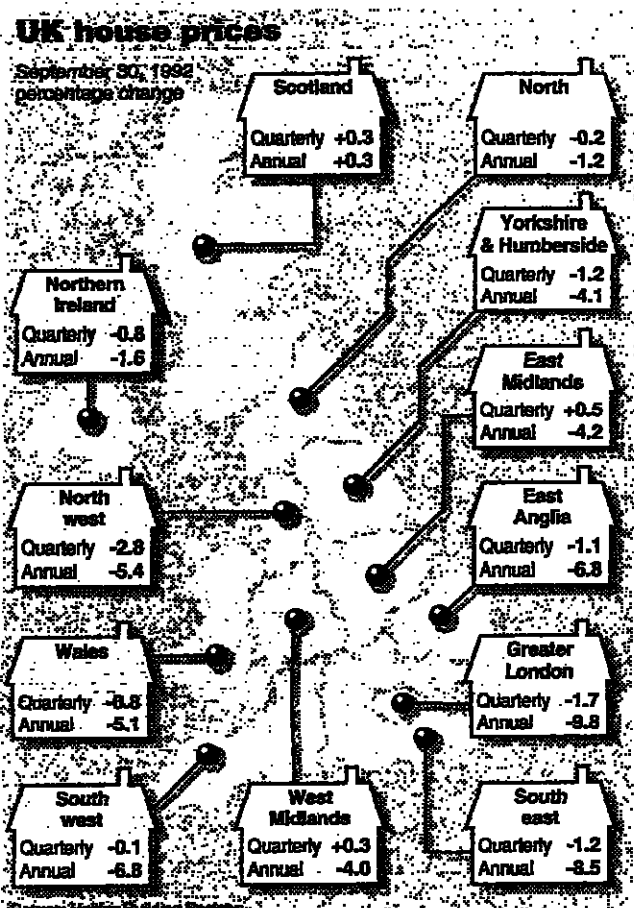 UK house prices
September 30, 1992
percentage change
Scotland
Quarterly +0.3
Annual +0.3
North
Quarterly -0.2
Annual -1.2
Yorkshire
& Humberside
Quarterly -1.2
Annual -4.1
Northern
Ireland
Quarterly -0.8
Annual -1.6
East
Midlands
Quarterly +0.5
Annual -4.2
North
west
Quarterly -2.8
Annual -5.4
East
Anglia
Quarterly -1.1
Annual -6.8
Wales
Quarterly
Annual -5.1
Greater
London
Quarterly -1.7
Annual -9.8
South
west
Quarterly -0.1
Annual -6.8
West
Midlands
Quarterly +0.3
Annual -4.0
South
east
Quarterly -1.2
Annual -8.5